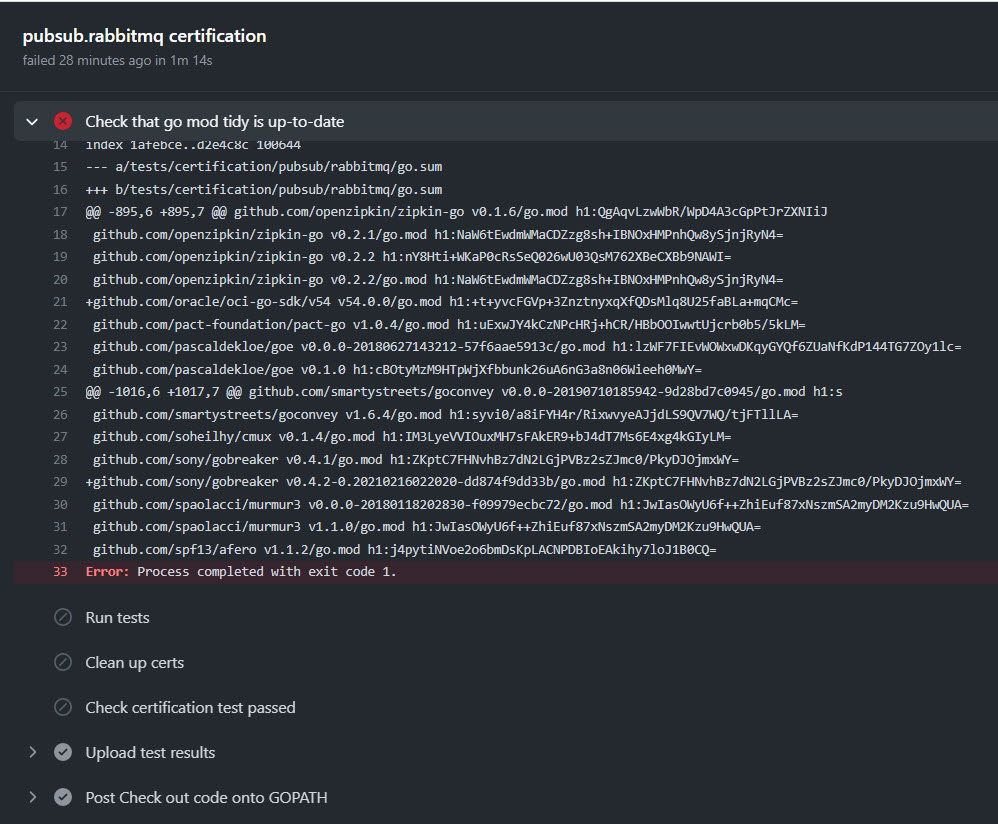 pubsub.rabbitmq certification
failed 28 minutes ago in 1m 14s
Check that go mod tidy is up-to-date
14 index 1afebce..d2e4c8c 100644
15 --- a/tests/certification/pubsub/rabbitmq/go.sum
16 +++ b/tests/certification/pubsub/rabbitmq/go.sum
17 @@ -895,6 +895,7 @@ github.com/openzipkin/zipkin-go v0.1.6/go.mod h1:QgAqvLzwWbR/WpD4A3cGpPtJrZXNIiJ
18 github.com/openzipkin/zipkin-go v0.2.1/go.mod h1:NaW6tEwdmWMaCDZzg8sh+IBNOxHMPnhQw8ySjnjRyN4=
19 github.com/openzipkin/zipkin-go v0.2.2 h1:nY8Hti+WKaP0cRsSeQ026wU03QsM762XBeCXBb9NAWI=
20 github.com/openzipkin/zipkin-go v0.2.2/go.mod h1:NaW6tEwdmWMaCDZzg8sh+IBNOxHMPnhQw8ySjnjRyN4=
21 +github.com/oracle/oci-go-sdk/v54 v54.0.0/go.mod h1:+t+yvcFGVp+3ZnztnyxqXfQDsMlq8U25faBLa+mqCMc=
22 github.com/pact-foundation/pact-go v1.0.4/go.mod h1:uExwJY4kCzNPcHRj+hCR/HBbOOIwwtUjcrb0b5/5kLM=
23 github.com/pascaldekloe/goe v0.0.0-20180627143212-57f6aae5913c/go.mod h1:lzWF7FIEvWOWxwDKqyGYQf6ZUaNfKdP144TG7ZOy1lc=
24 github.com/pascaldekloe/goe v0.1.0 h1:cBOtyMzM9HTpWjXfbbunk26uA6nG3a8n06Wieeh0MwY=
25 @@ -1016,6 +1017,7 @@ github.com/smartystreets/goconvey v0.0.0-20190710185942-9d28bd7c0945/go.mod h1:s
26 github.com/smartystreets/goconvey v1.6.4/go.mod h1:syvi0/a8iFYH4r/RixwvyeAJjdLS9QV7WQ/tjFTllLA=
27 github.com/soheilhy/cmux v0.1.4/go.mod h1:IM3LyeVVIOuxMH7sFAkER9+bJ4dT7Ms6E4xg4kGIyLM=
28 github.com/sony/gobreaker v0.4.1/go.mod h1:ZKptC7FHNvhBz7dN2LGjPVBz2sZJmc0/PkyDJOjmxWY=
29 +github.com/sony/gobreaker v0.4.2-0.20210216022020-dd874f9dd33b/go.mod h1:ZKptC7FHNvhBz7dN2LGjPVBz2sZJmc0/PkyDJOjmxWY=
30 github.com/spaolacci/murmur3 v0.0.0-20180118202830-f09979ecbc72/go.mod h1:JwIasOWyU6f++ZhiEuf87xNszmSA2myDM2Kzu9HwQUA=
31 github.com/spaolacci/murmur3 v1.1.0/go.mod h1:JwIasOWyU6f++ZhiEuf87xNszmSA2myDM2Kzu9HwQUA=
32 github.com/spf13/afero v1.1.2/go.mod h1:j4pytiNVoe2o6bmDsKpLACNPDBIoEAkihy7loJ1B0CQ=
33 Error: Process completed with exit code 1.
Run tests
Clean up certs
Check certification test passed
Upload test results
Post Check out code onto GOPATH